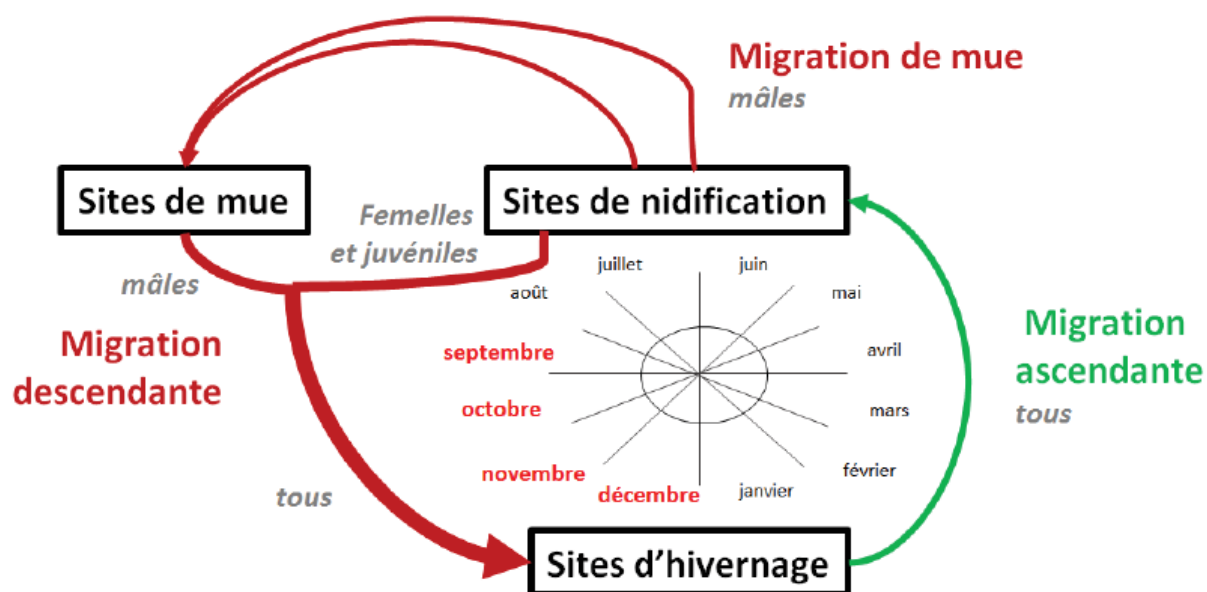 Migration de mue
mâles
Sites de mue
Sites de nidification
Femelles
et juvéniles
mâles
juillet
juin
août
mai
septembre
avril
octobre
mars
novembre
février
décembre
janvier
Migration
descendante
Migration
ascendante
tous
tous
Sites d’hivernage